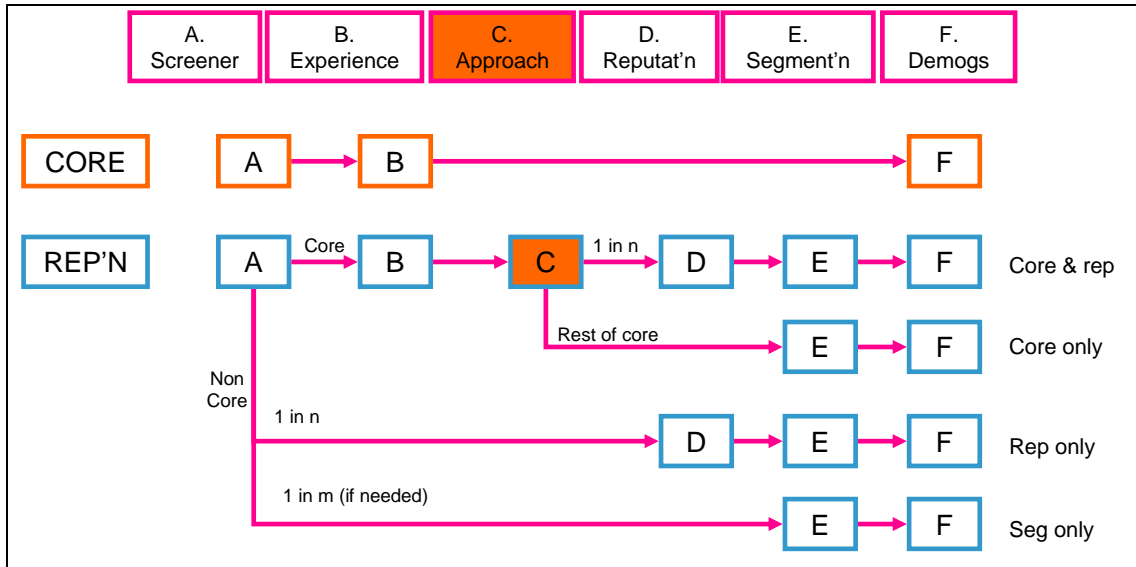 A.
Screener
B.
Experience
C.
Approach
D.
Reputat'n
E.
Segment'n
F.
Demogs
CORE
A
B
F
REP'N
A
Core
B
C
1 in n
D
E
F
Core & rep
Rest of core
E
F
Core only
Non
Core
1 in n
D
E
F
Rep only
1 in m (if needed)
E
F
Seg only